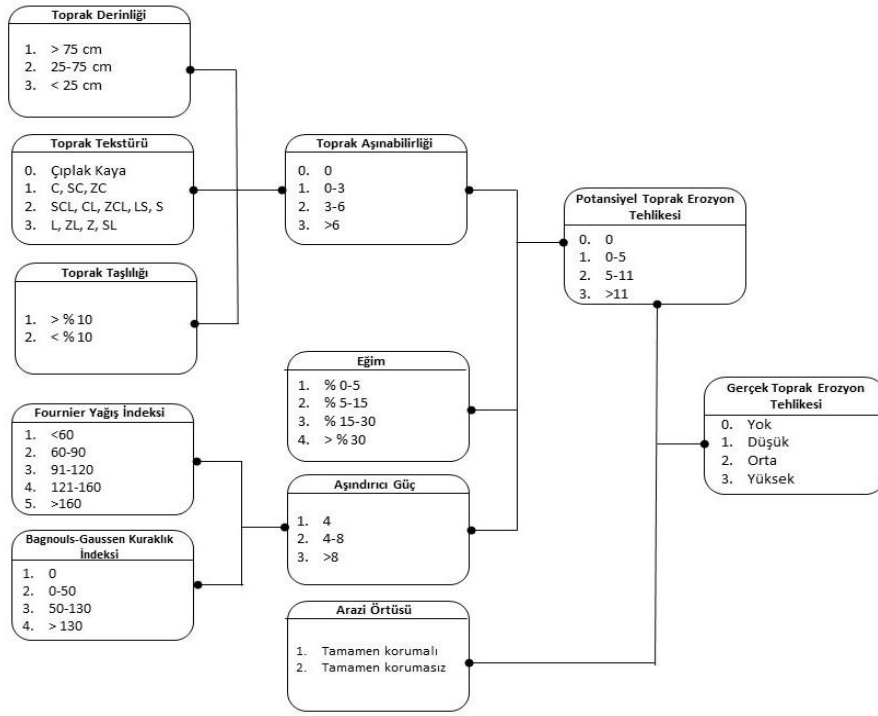 Toprak Derinliği
1. > 75 cm
2. 25-75 cm
3. < 25 cm
Toprak Tekstürü
0. Çıplak Kaya
1. C, SC, ZC
2. SCL, CL, ZCL, LS, S
3. L, ZL, Z, SL
Toprak Taşlılığı
1. > % 10
2. < % 10
Fournier Yağış İndeksi
1. <60
2. 60-90
3. 91-120
4. 121-160
5. >160
Bagnouls-Gaussen Kuraklık
İndeksi
1. 0
2. 0-50
3. 50-130
4. > 130
Toprak Aşınabilirliği
0. 0
1. 0-3
2. 3-6
3. >6
Eğim
1. % 0-5
2. % 5-15
3. % 15-30
4. > % 30
Aşındırıcı Güç
1. 4
2. 4-8
3. >8
Arazi Örtüsü
1. Tamamen korumalı
2. Tamamen korumasız
Potansiyel Toprak Erozyon
Tehlikesi
0. 0
1. 0-5
2. 5-11
3. >11
Gerçek Toprak Erozyon
Tehlikesi
0. Yok
1. Düşük
2. Orta
3. Yüksek